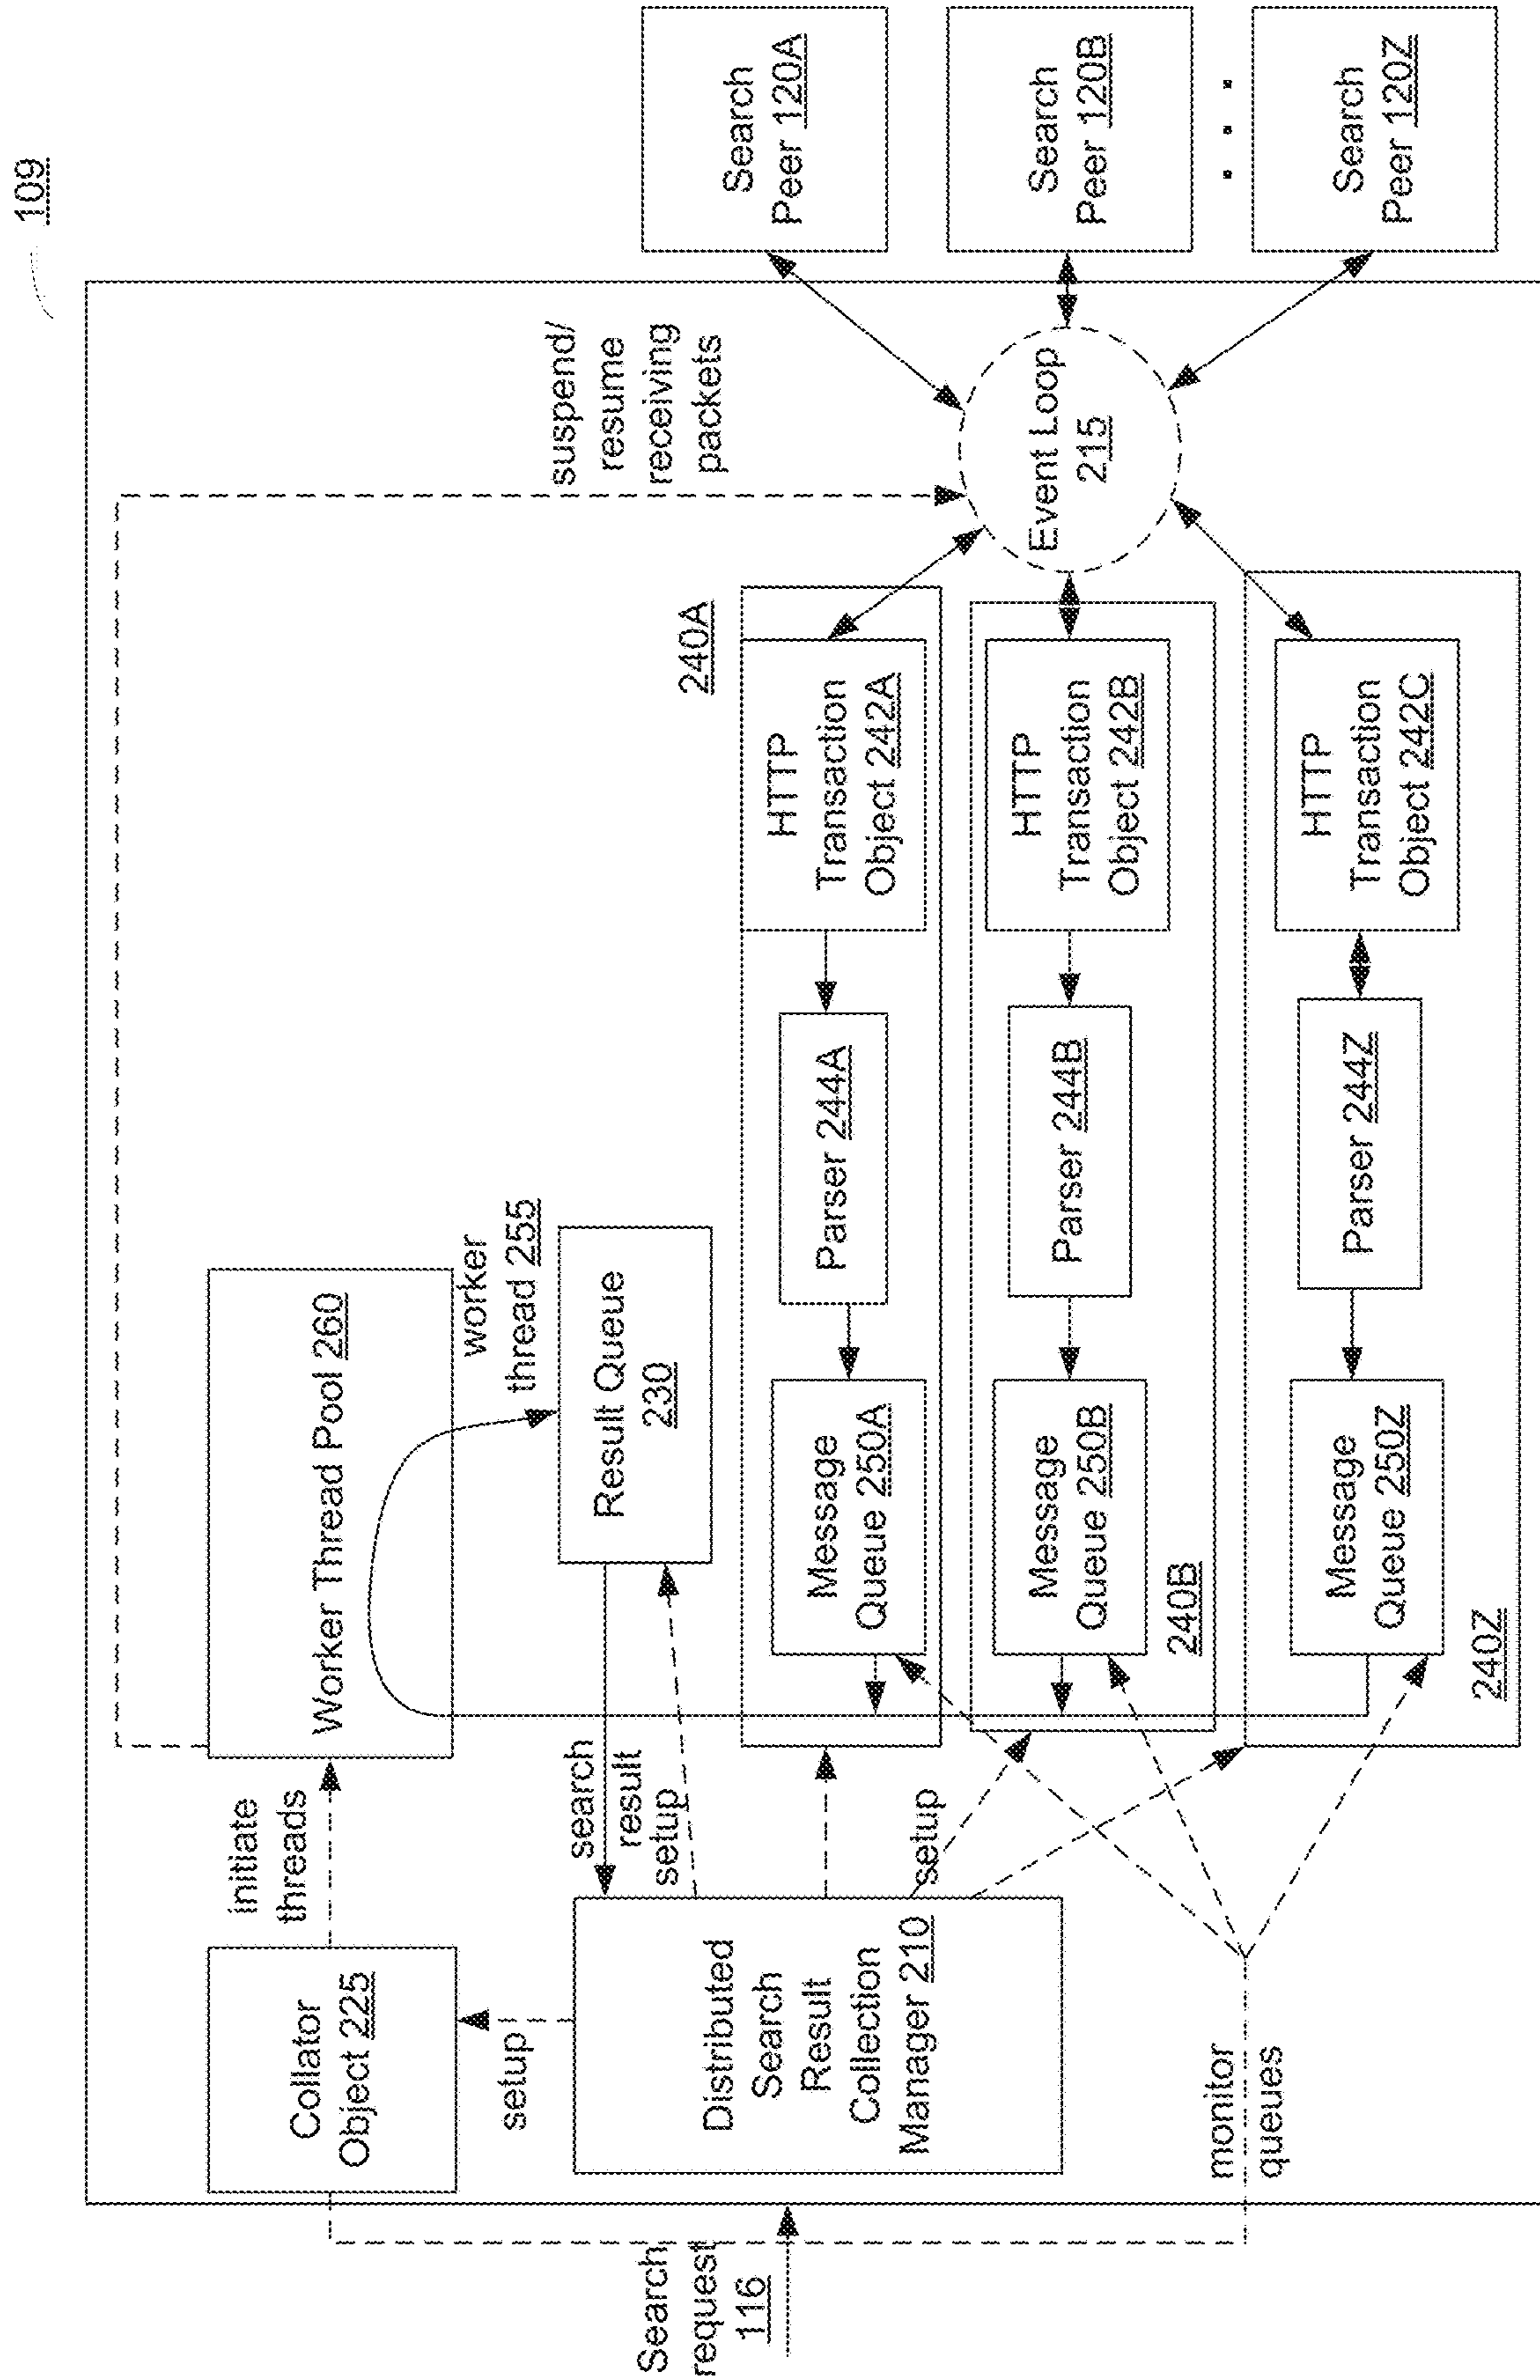 109
Search
request
116
Collator
Object 225
initiate
threads
Worker Thread Pool 260
suspend/
resume
receiving
packets
setup
worker
thread 255
Distributed
Search
Result
Collection
Manager 210
search
result
setup
Result Queue
230
setup
monitor
queues
240A
Message
Queue 250A
Parser 244A
HTTP
Transaction
Object 242A
240B
Message
Queue 250B
Parser 244B
HTTP
Transaction
Object 242B
240Z
Message
Queue 250Z
Parser 244Z
HTTP
Transaction
Object 242C
Event Loop
215
Search
Peer 120A
Search
Peer 120B
Search
Peer 120Z